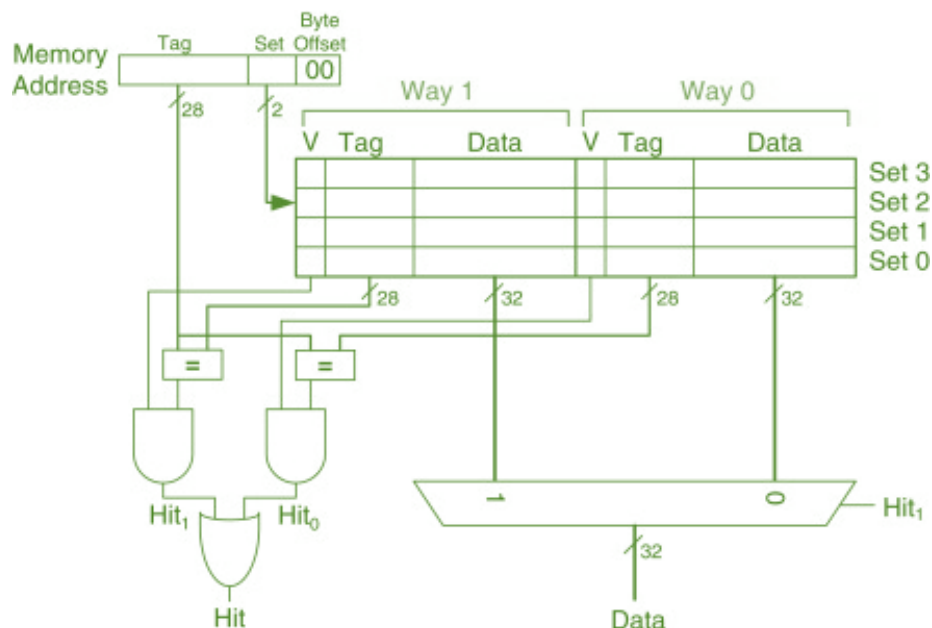 Byte
Tag Set Offset
Memory Address
00
28 2
Way 1 Way 0
V Tag Data V Tag Data
Set 3
Set 2
Set 1
Set 0
28 32 28 32
= =
1 0
Hit₁ Hit₀ Hit₁
32
Hit Data